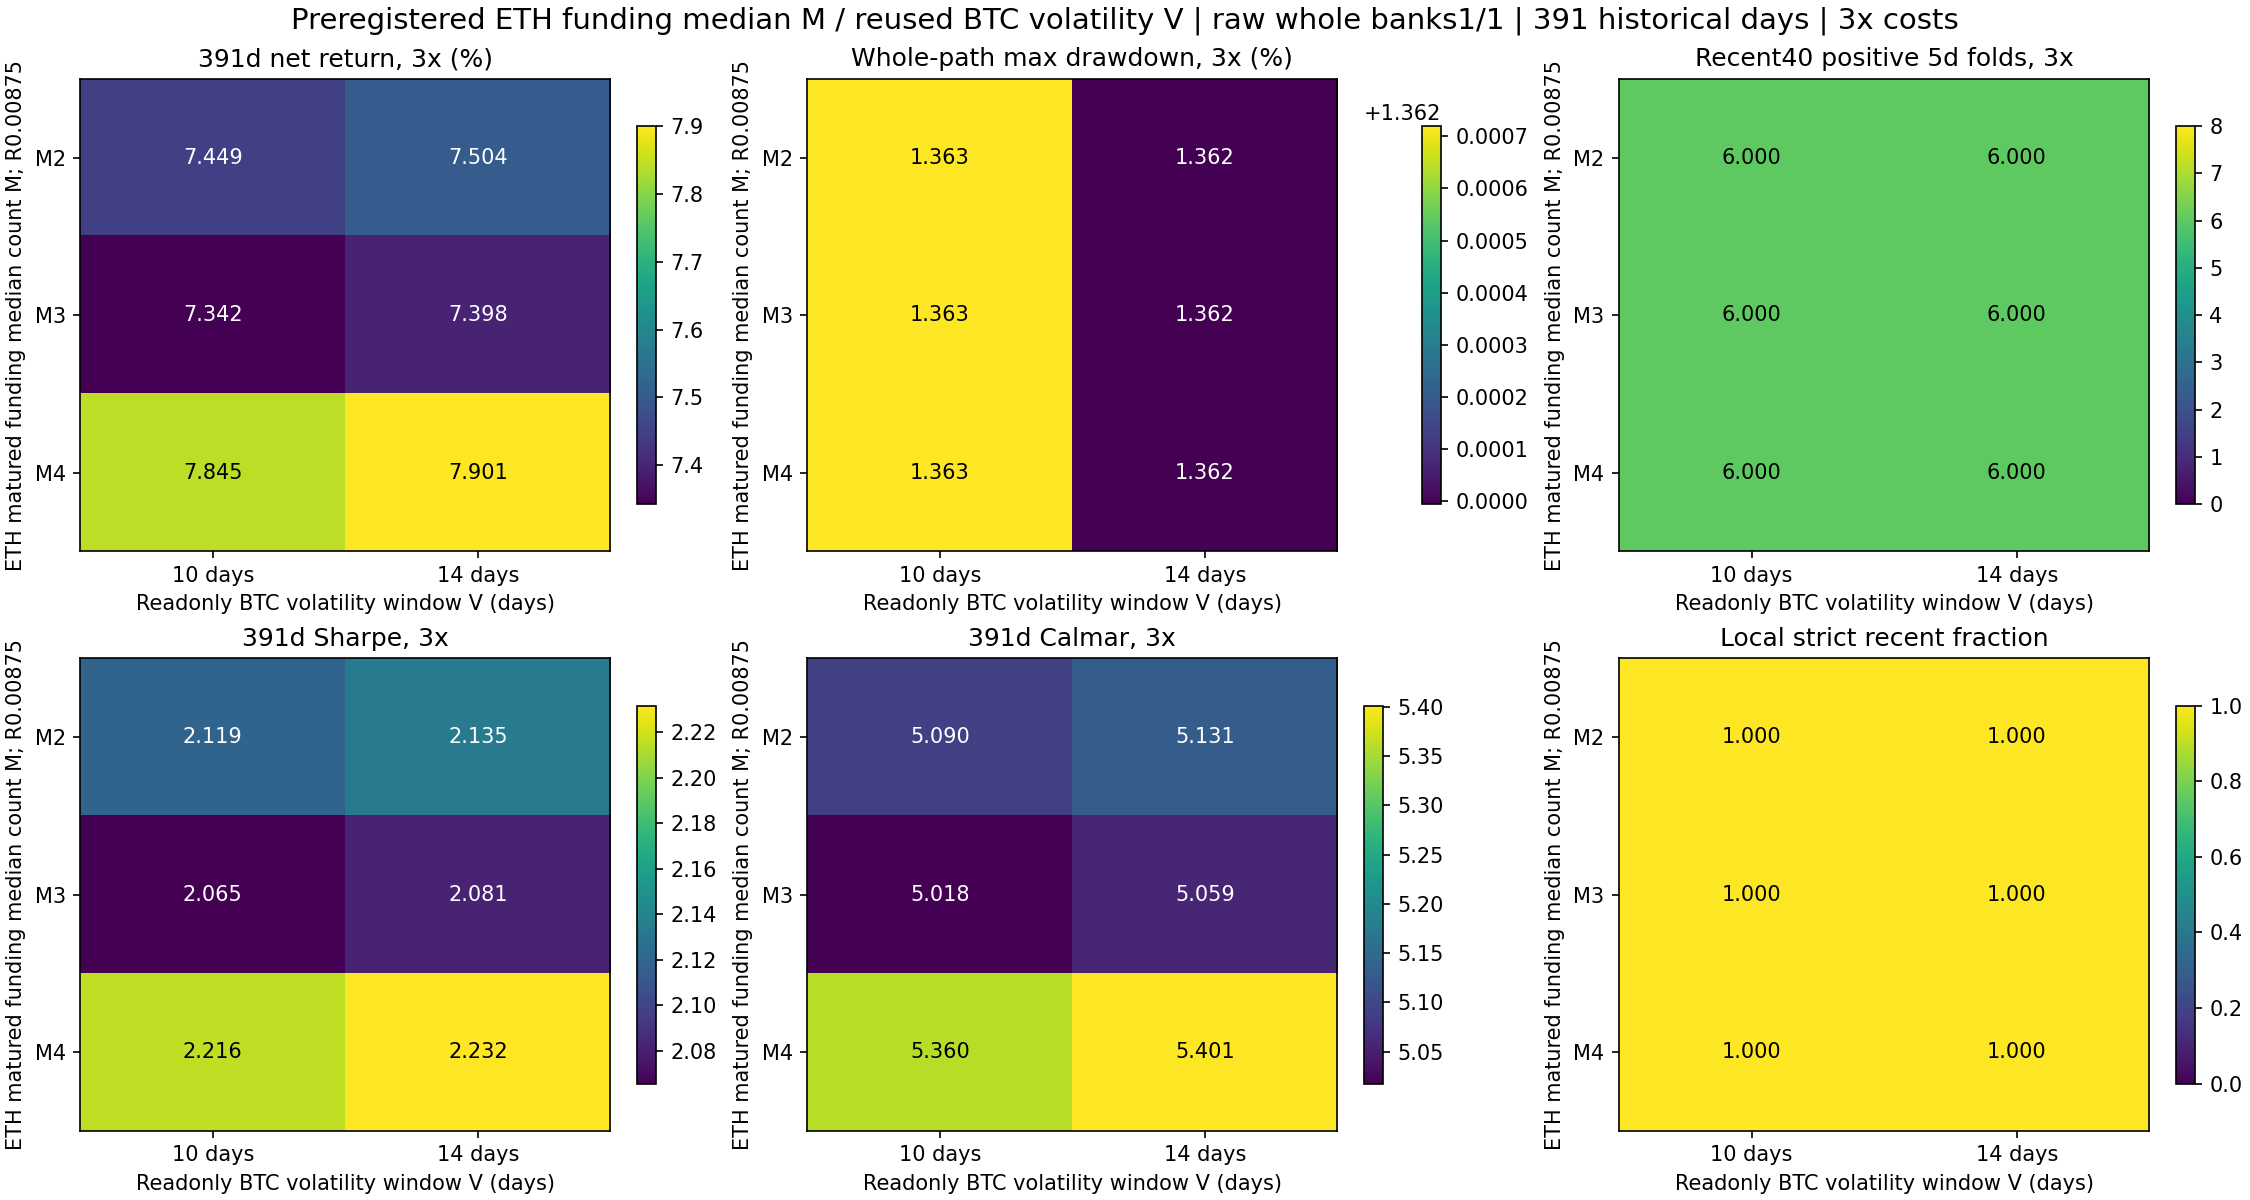 Preregistered ETH funding median M / reused BTC volatility V | raw whole banks1/1 | 391 historical days | 3x costs
391d net return, 3x (%)
ETH matured funding median count M; R0.00875
M2
M3
M4
7.449 7.504
7.342 7.398
7.845 7.901
10 days 14 days
Readonly BTC volatility window V (days)
7.9
7.8
7.7
7.6
7.5
7.4
Whole-path max drawdown, 3x (%)
ETH matured funding median count M; R0.00875
M2
M3
M4
1.363 1.362
1.363 1.362
1.363 1.362
10 days 14 days
Readonly BTC volatility window V (days)
+1.362
0.0007
0.0006
0.0005
0.0004
0.0003
0.0002
0.0001
0.0000
Recent40 positive 5d folds, 3x
ETH matured funding median count M; R0.00875
M2
M3
M4
6.000 6.000
6.000 6.000
6.000 6.000
10 days 14 days
Readonly BTC volatility window V (days)
8
7
6
5
4
3
2
1
0
391d Sharpe, 3x
ETH matured funding median count M; R0.00875
M2
M3
M4
2.119 2.135
2.065 2.081
2.216 2.232
10 days 14 days
Readonly BTC volatility window V (days)
2.22
2.20
2.18
2.16
2.14
2.12
2.10
2.08
391d Calmar, 3x
ETH matured funding median count M; R0.00875
M2
M3
M4
5.090 5.131
5.018 5.059
5.360 5.401
10 days 14 days
Readonly BTC volatility window V (days)
5.40
5.35
5.30
5.25
5.20
5.15
5.10
5.05
Local strict recent fraction
ETH matured funding median count M; R0.00875
M2
M3
M4
1.000 1.000
1.000 1.000
1.000 1.000
10 days 14 days
Readonly BTC volatility window V (days)
1.0
0.8
0.6
0.4
0.2
0.0